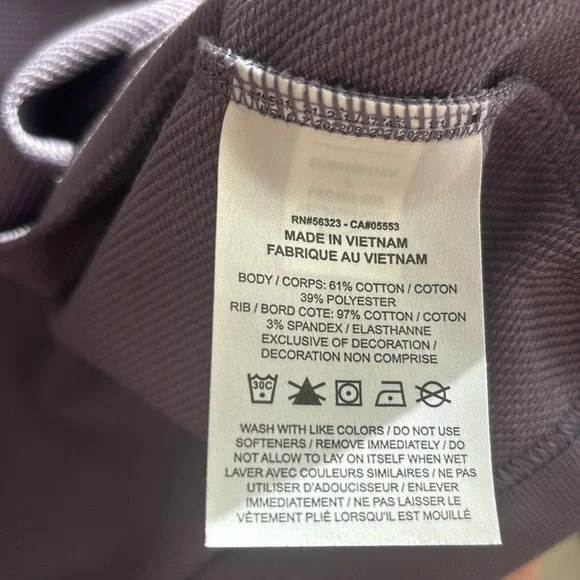 RN#56323 - CA#05553
MADE IN VIETNAM
FABRIQUE AU VIETNAM
BODY / CORPS: 61% COTTON / COTON
39% POLYESTER
RIB / BORD COTE: 97% COTTON / COTON
3% SPANDEX / ELASTHANNE
EXCLUSIVE OF DECORATION /
DECORATION NON COMPRISE
30C
WASH WITH LIKE COLORS / DO NOT USE
SOFTENERS / REMOVE IMMEDIATELY / DO
NOT ALLOW TO LAY ON ITSELF WHEN WET
LAVER AVEC COULEURS SIMILAIRES / NE PAS
UTILISER D'ADOUCISSEUR / ENLEVER
IMMEDIATEMENT / NE PAS LAISSER LE
VÊTEMENT PLIÉ LORSQU'IL EST MOUILLÉ